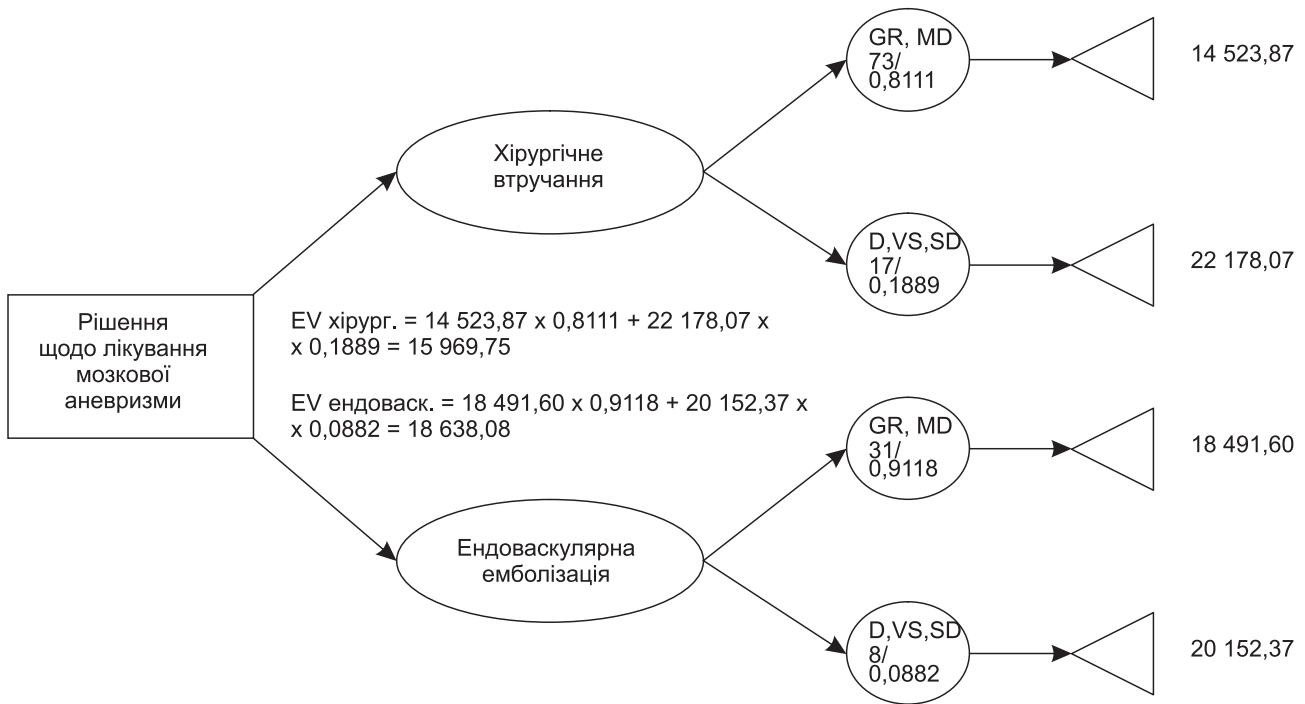 GR, MD
73/
0,8111
14 523,87
Хірургічне
втручання
D,VS,SD
17/
0,1889
22 178,07
Рішення
щодо лікування
мозкової
аневризми
EV хірург. = 14 523,87 x 0,8111 + 22 178,07 x
x 0,1889 = 15 969,75
EV ендоваск. = 18 491,60 x 0,9118 + 20 152,37 x
x 0,0882 = 18 638,08
GR, MD
31/
0,9118
18 491,60
Ендоваскулярна
емболізація
D,VS,SD
8/
0,0882
20 152,37